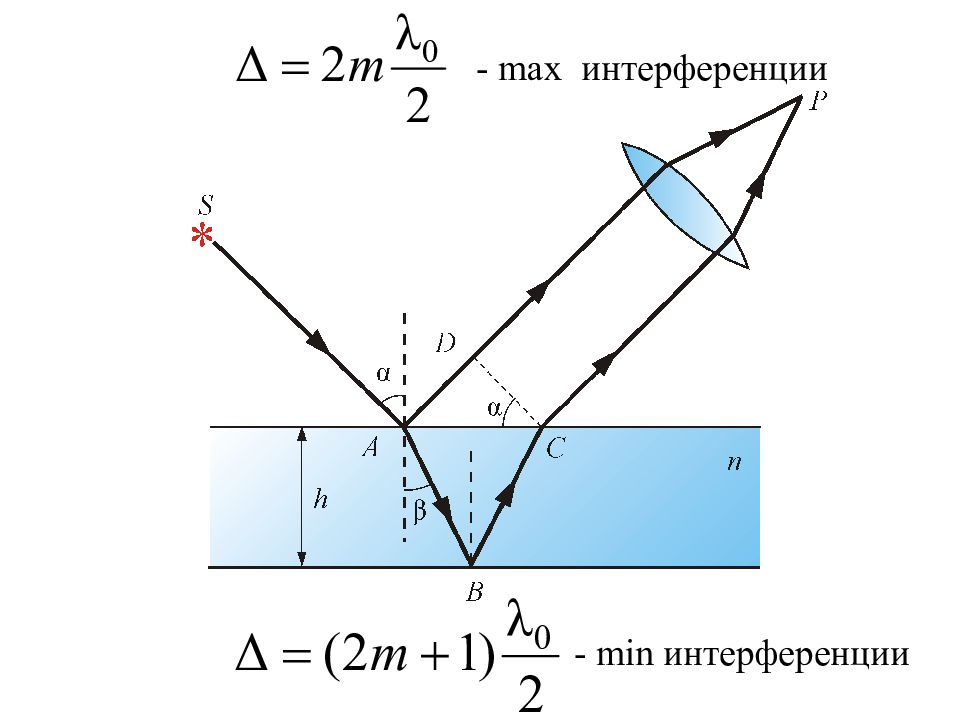 Δ = 2m λ₀/2 - max интерференции
P
S
D
α
α
A
C
n
h
β
B
Δ = (2m + 1) λ₀/2 - min интерференции